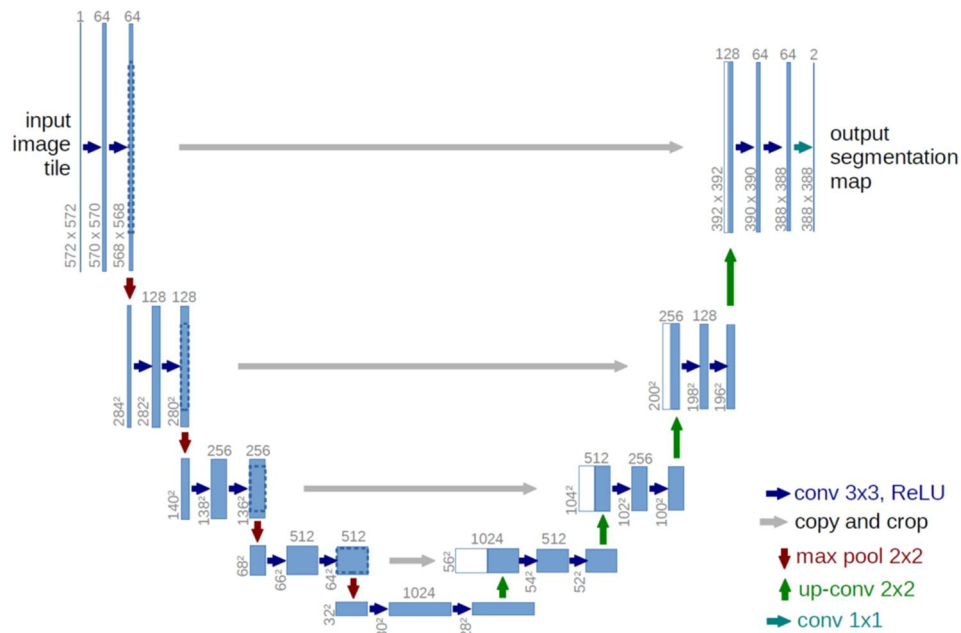 1 64 64
128 64 64 2
input
image
tile
output
segmentation
map
572 x 572
570 x 570
568 x 568
392 x 392
390 x 390
388 x 388
388 x 388
128 128
256 128
284²
282²
280²
200²
198²
196²
256 256
512 256
140²
138²
136²
104²
102²
100²
conv 3x3, ReLU
copy and crop
max pool 2x2
up-conv 2x2
conv 1x1
512 512
1024 512
68²
66²
64²
56²
54²
52²
1024
32²